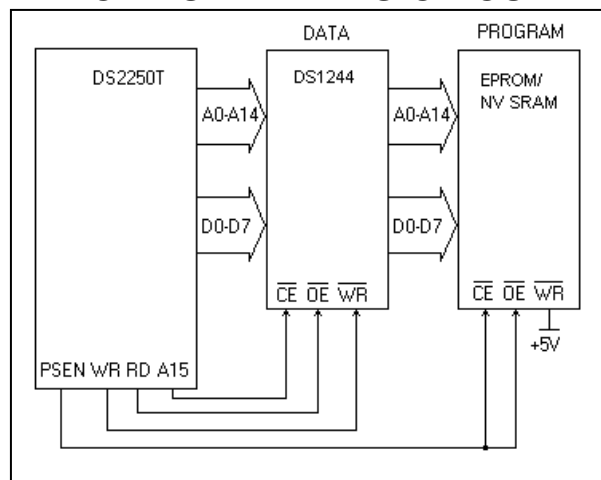 DATA
PROGRAM
DS2250T
DS1244
EPROM/
NV SRAM
A0-A14
A0-A14
D0-D7
D0-D7
CE OE WR
CE OE WR
+5V
PSEN WR RD A15